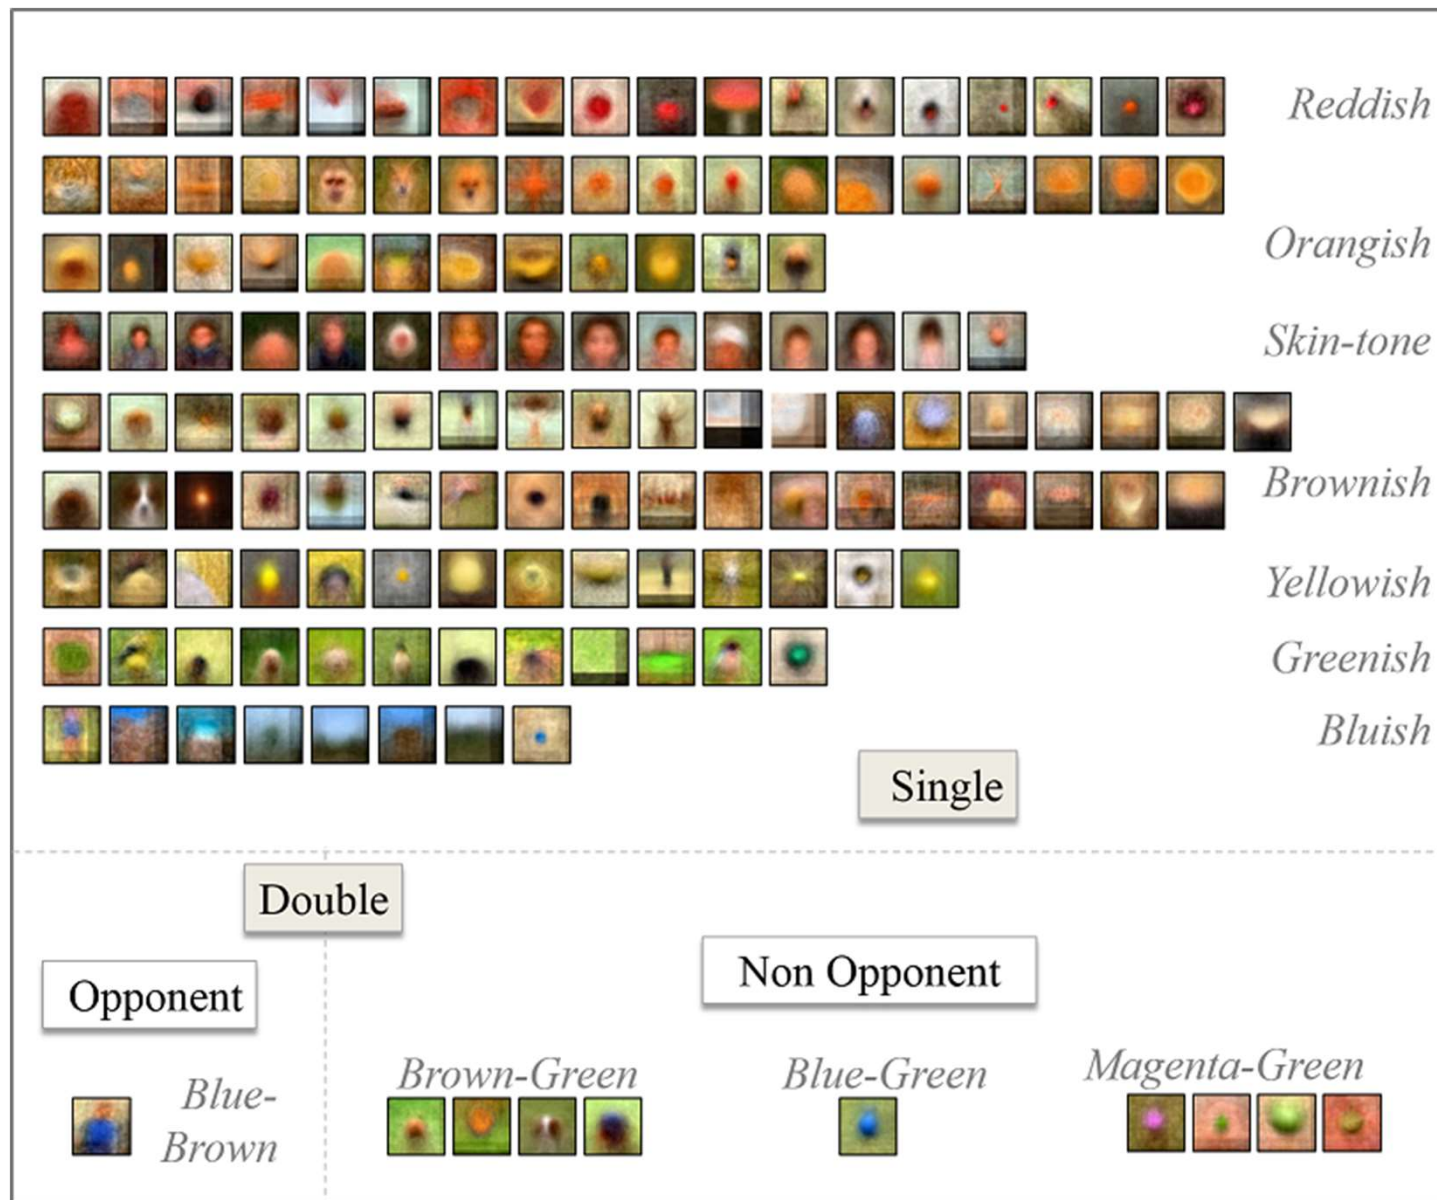 Reddish
Orangish
Skin-tone
Brownish
Yellowish
Greenish
Bluish
Single
Double
Non Opponent
Opponent
Brown-Green
Blue-Green
Magenta-Green
Blue-
Brown